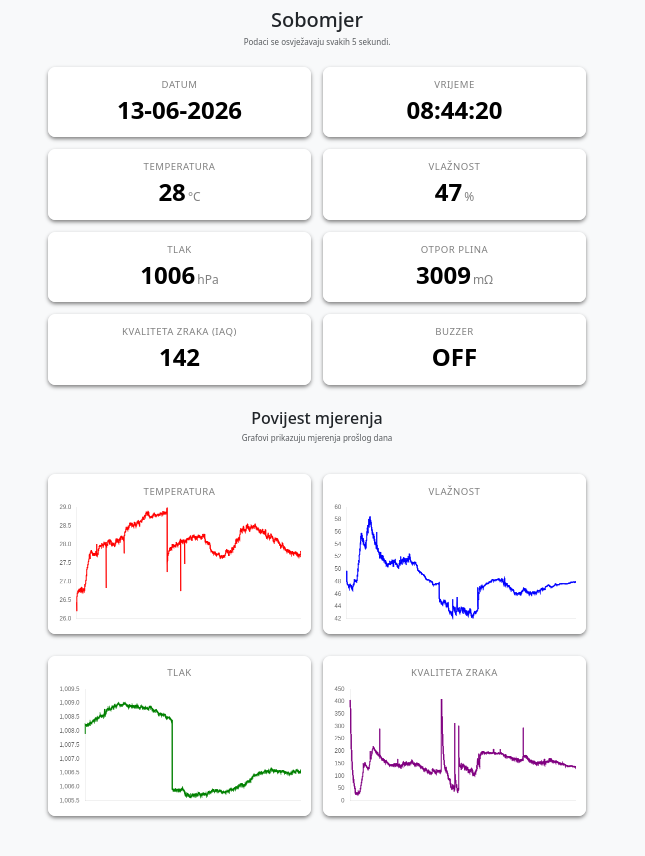 Sobomjer
Podaci se osvježavaju svakih 5 sekundi.
DATUM
13-06-2026
VRIJEME
08:44:20
TEMPERATURA
28 °C
VLAŽNOST
47 %
TLAK
1006 hPa
OTPOR PLINA
3009 mΩ
KVALITETA ZRAKA (IAQ)
142
BUZZER
OFF
Povijest mjerenja
Grafovi prikazuju mjerenja prošlog dana
TEMPERATURA
29.0
28.5
28.0
27.5
27.0
26.5
26.0
VLAŽNOST
60
58
56
54
52
50
48
46
44
42
TLAK
1,009.5
1,009.0
1,008.5
1,008.0
1,007.5
1,007.0
1,006.5
1,006.0
1,005.5
KVALITETA ZRAKA
450
400
350
300
250
200
150
100
50
0